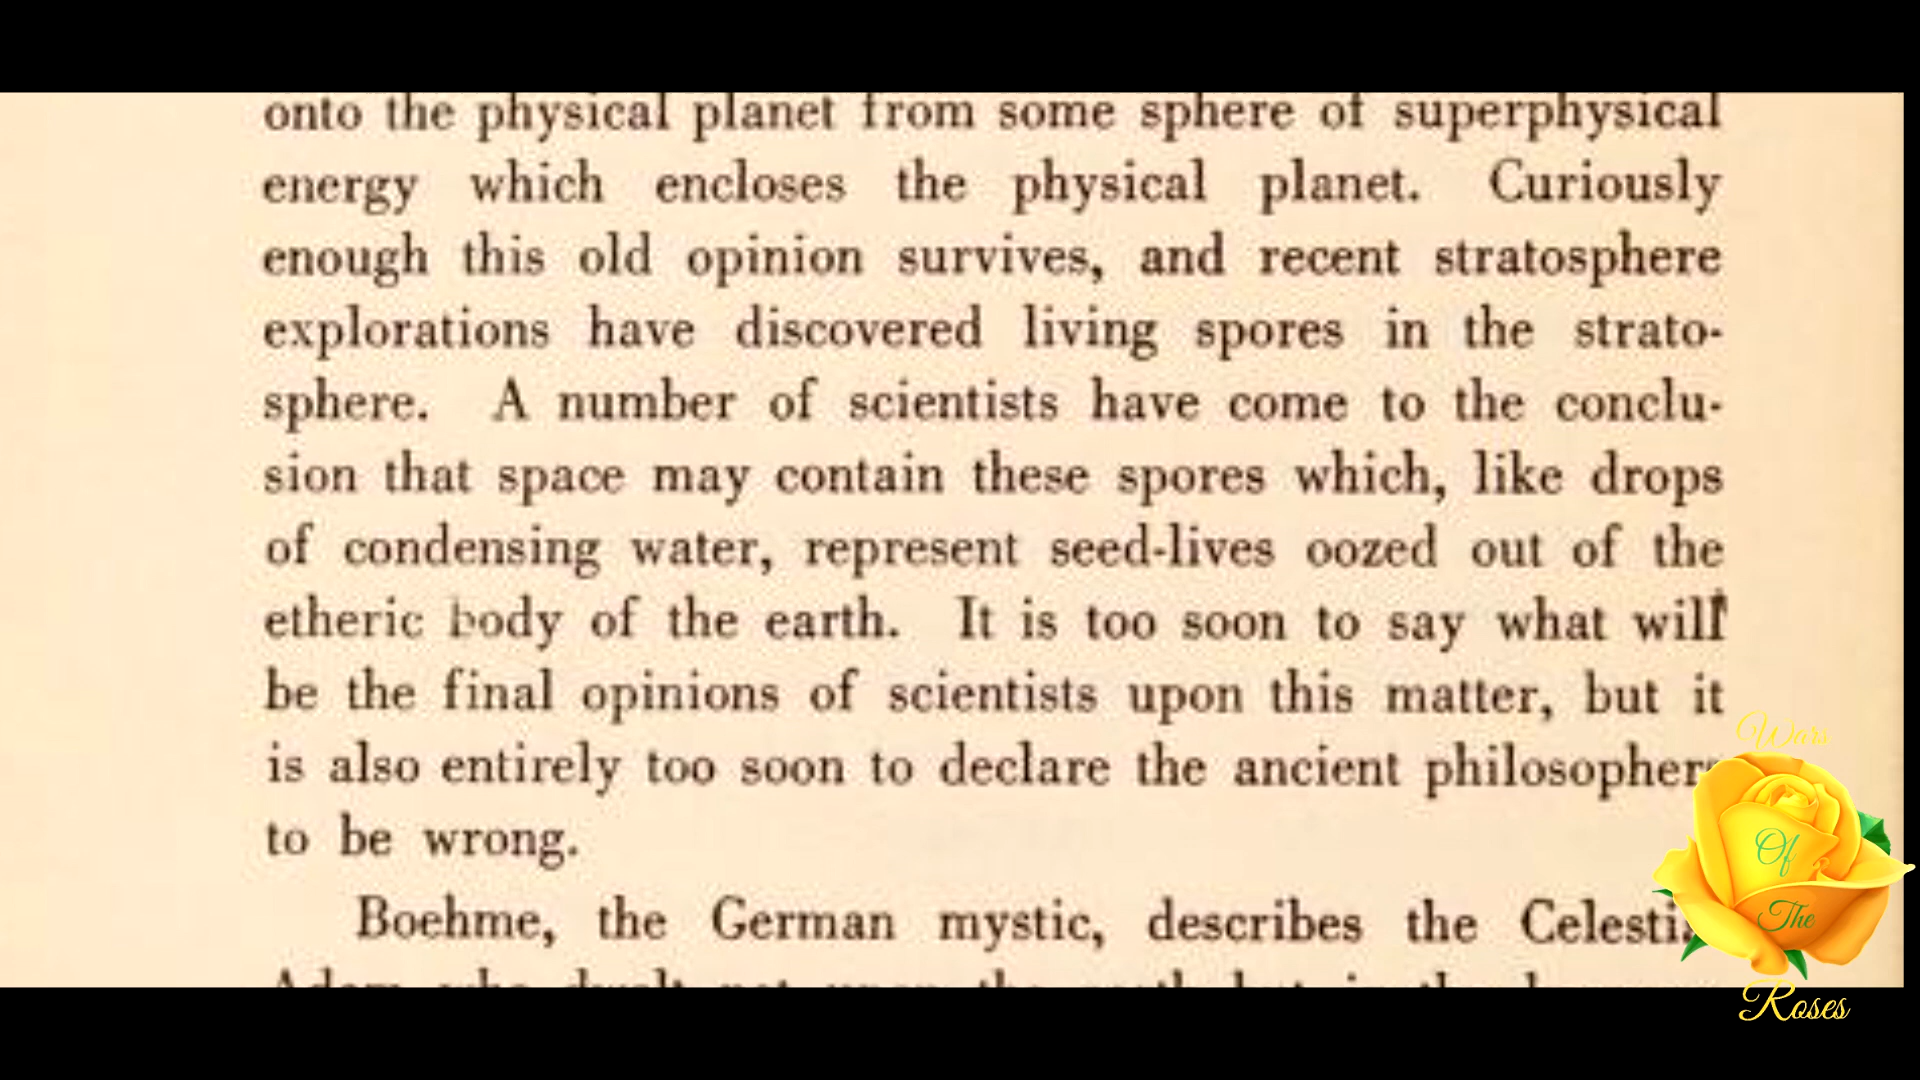 onto the physical planet from some sphere of superphysical
energy which encloses the physical planet. Curiously
enough this old opinion survives, and recent stratosphere
explorations have discovered living spores in the strato-
sphere. A number of scientists have come to the conclu-
sion that space may contain these spores which, like drops
of condensing water, represent seed-lives oozed out of the
etheric body of the earth. It is too soon to say what will
be the final opinions of scientists upon this matter, but it
is also entirely too soon to declare the ancient philosophers
to be wrong.
Boehme, the German mystic, describes the
Wars
Of
The
Roses